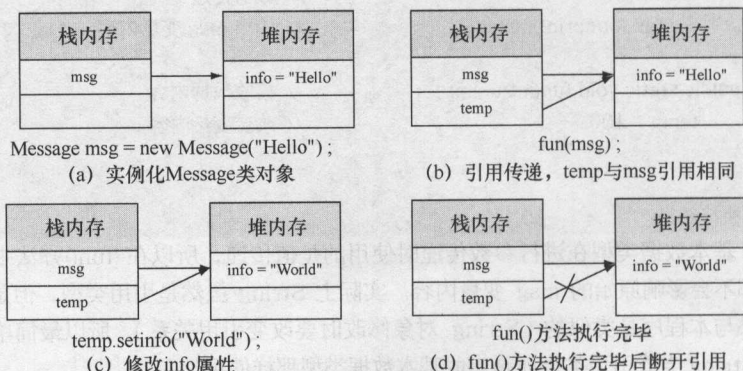 栈内存 堆内存
msg info = "Hello"
Message msg = new Message("Hello") ;
(a) 实例化Message类对象
栈内存 堆内存
msg info = "Hello"
temp
fun(msg) ;
(b) 引用传递，temp与msg引用相同
栈内存 堆内存
msg info = "World"
temp
temp.setinfo("World") ;
(c) 修改info属性
栈内存 堆内存
msg info = "World"
temp
fun()方法执行完毕
(d) fun()方法执行完毕后断开引用